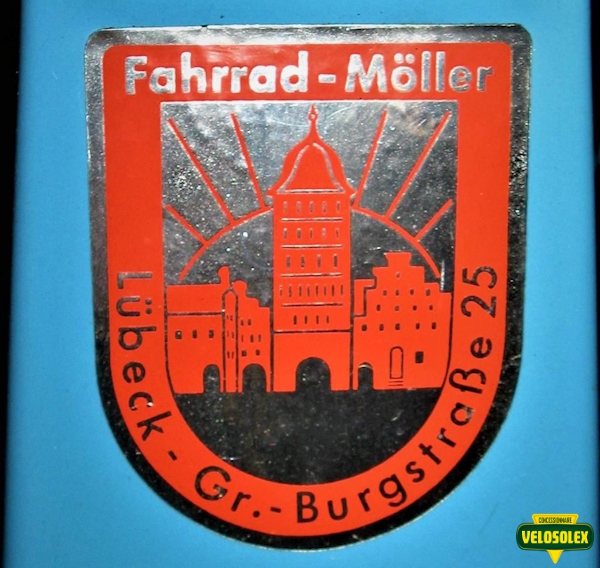 Fahrrad-Möller
Lübeck - Gr.-Burgstraße 25
CONCESSIONNAIRE
VELOSOLEX